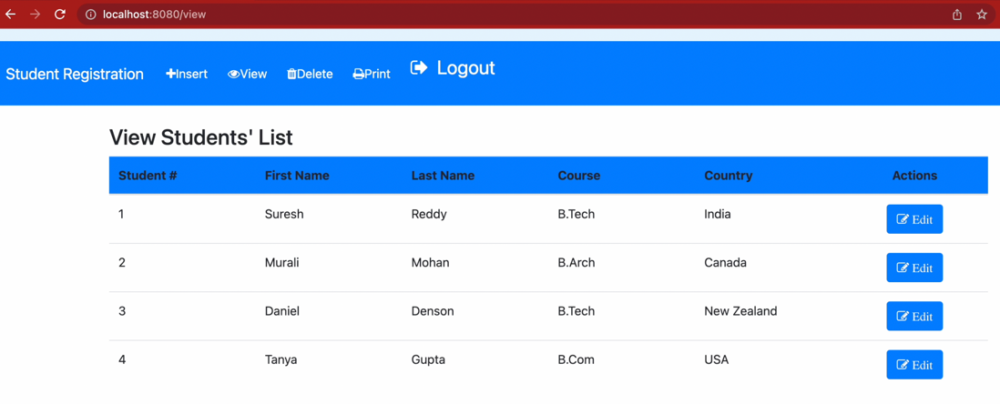 localhost:8080/view
Student Registration Insert View Delete Print Logout
View Students' List
Student # First Name Last Name Course Country Actions
1 Suresh Reddy B.Tech India Edit
2 Murali Mohan B.Arch Canada Edit
3 Daniel Denson B.Tech New Zealand Edit
4 Tanya Gupta B.Com USA Edit